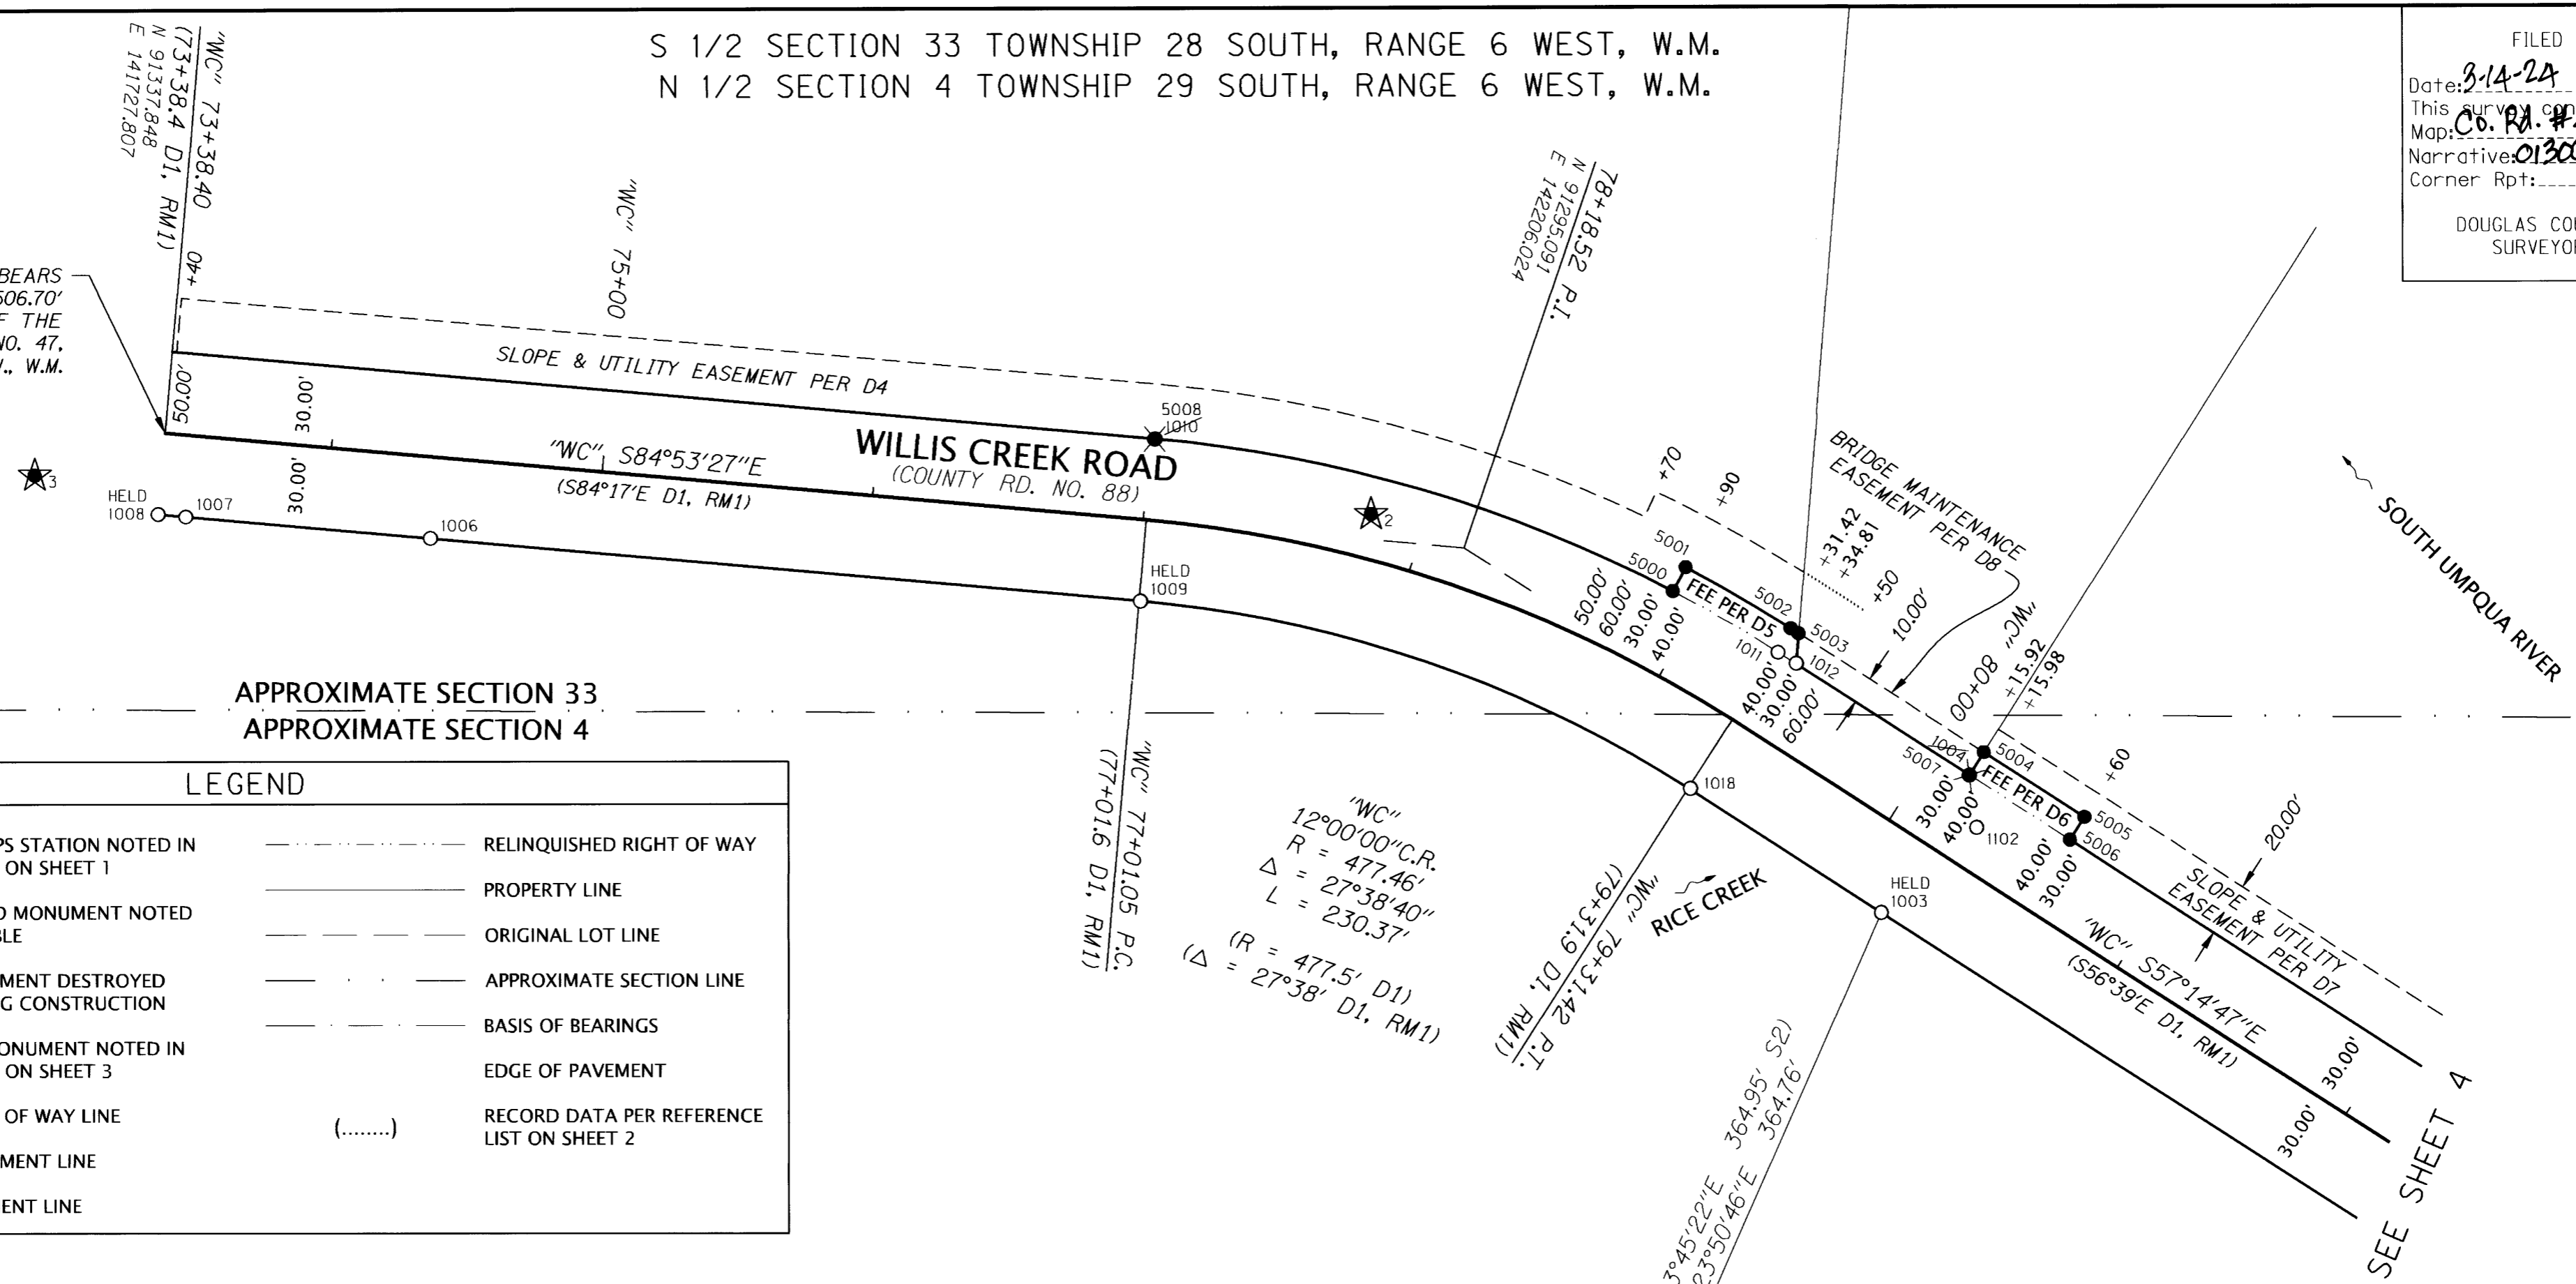 S 1/2 SECTION 33 TOWNSHIP 28 SOUTH, RANGE 6 WEST, W.M.
N 1/2 SECTION 4 TOWNSHIP 29 SOUTH, RANGE 6 WEST, W.M.
FILED
Date: 3-14-24
This survey
Map: Co. Rd.
Narrative:
Corner Rpt:
DOUGLAS
"WC" 73+38.40
(73+38.4 D1, RM1)
N 91337.848
E 141727.807
+40
BEARS
506.70'
THE
NO. 47,
W.M.
50.00'
"WC" 75+00
SLOPE & UTILITY EASEMENT PER D4
30.00'
30.00'
3
HELD
1008
1007
1006
"WC" S84°53'27"E
(S84°17'E D1, RM1)
WILLIS CREEK ROAD
(COUNTY RD. NO. 88)
5008
1010
78+18.52 P.I.
N 91295.091
E 142206.024
2
HELD
1009
+70
+90
BRIDGE MAINTENANCE
EASEMENT PER D8
+31.42
+34.81
+50
10.00'
5001
5000
FEE PER D5
5002
5003
1011
1012
50.00'
60.00'
30.00'
40.00'
40.00'
30.00'
60.00'
"WC" 80+00
+15.92
+15.98
SOUTH UMPQUA RIVER
1004
5007
5004
FEE PER D6
5005
5006
+60
20.00'
30.00'
40.00'
1102
40.00'
30.00'
SLOPE & UTILITY
EASEMENT PER D7
"WC" S57°14'47"E
(S56°39'E D1, RM1)
30.00'
30.00'
SEE SHEET 4
APPROXIMATE SECTION 33
APPROXIMATE SECTION 4
"WC" 77+01.05 P.C.
(77+01.6 D1, RM1)
"WC"
12°00'00"C.R.
R = 477.46'
Δ = 27°38'40"
L = 230.37'
(R = 477.5' D1)
(Δ = 27°38' D1, RM1)
1018
"WC" 79+31.42 P.T.
(79+31.9 D1, RM1)
RICE CREEK
HELD
1003
3°45'22"E 364.95' S2)
23°50'46"E 364.76'
LEGEND
STATION NOTED IN
ON SHEET 1
MONUMENT NOTED
DESTROYED
CONSTRUCTION
NOTED IN
ON SHEET 3
OF WAY LINE
LINE
LINE
RELINQUISHED RIGHT OF WAY
PROPERTY LINE
ORIGINAL LOT LINE
APPROXIMATE SECTION LINE
BASIS OF BEARINGS
EDGE OF PAVEMENT
(........) RECORD DATA PER REFERENCE
LIST ON SHEET 2